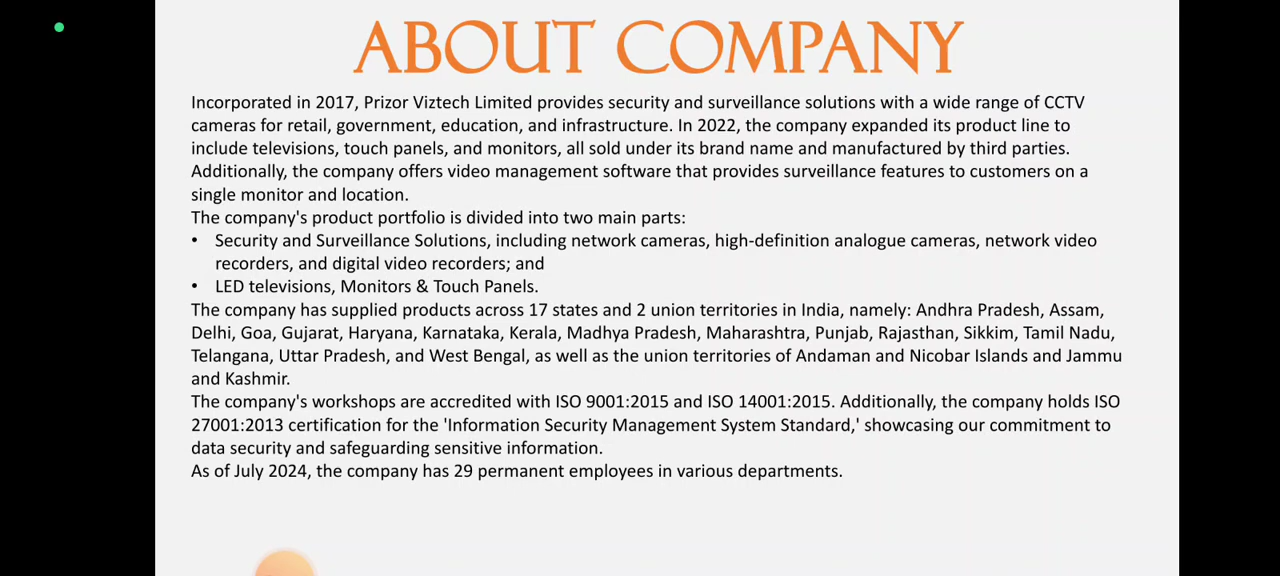 ABOUT COMPANY
Incorporated in 2017, Prizor Viztech Limited provides security and surveillance solutions with a wide range of CCTV
cameras for retail, government, education, and infrastructure. In 2022, the company expanded its product line to
include televisions, touch panels, and monitors, all sold under its brand name and manufactured by third parties.
Additionally, the company offers video management software that provides surveillance features to customers on a
single monitor and location.
The company's product portfolio is divided into two main parts:
• Security and Surveillance Solutions, including network cameras, high-definition analogue cameras, network video
recorders, and digital video recorders; and
• LED televisions, Monitors & Touch Panels.
The company has supplied products across 17 states and 2 union territories in India, namely: Andhra Pradesh, Assam,
Delhi, Goa, Gujarat, Haryana, Karnataka, Kerala, Madhya Pradesh, Maharashtra, Punjab, Rajasthan, Sikkim, Tamil Nadu,
Telangana, Uttar Pradesh, and West Bengal, as well as the union territories of Andaman and Nicobar Islands and Jammu
and Kashmir.
The company's workshops are accredited with ISO 9001:2015 and ISO 14001:2015. Additionally, the company holds ISO
27001:2013 certification for the 'Information Security Management System Standard,' showcasing our commitment to
data security and safeguarding sensitive information.
As of July 2024, the company has 29 permanent employees in various departments.